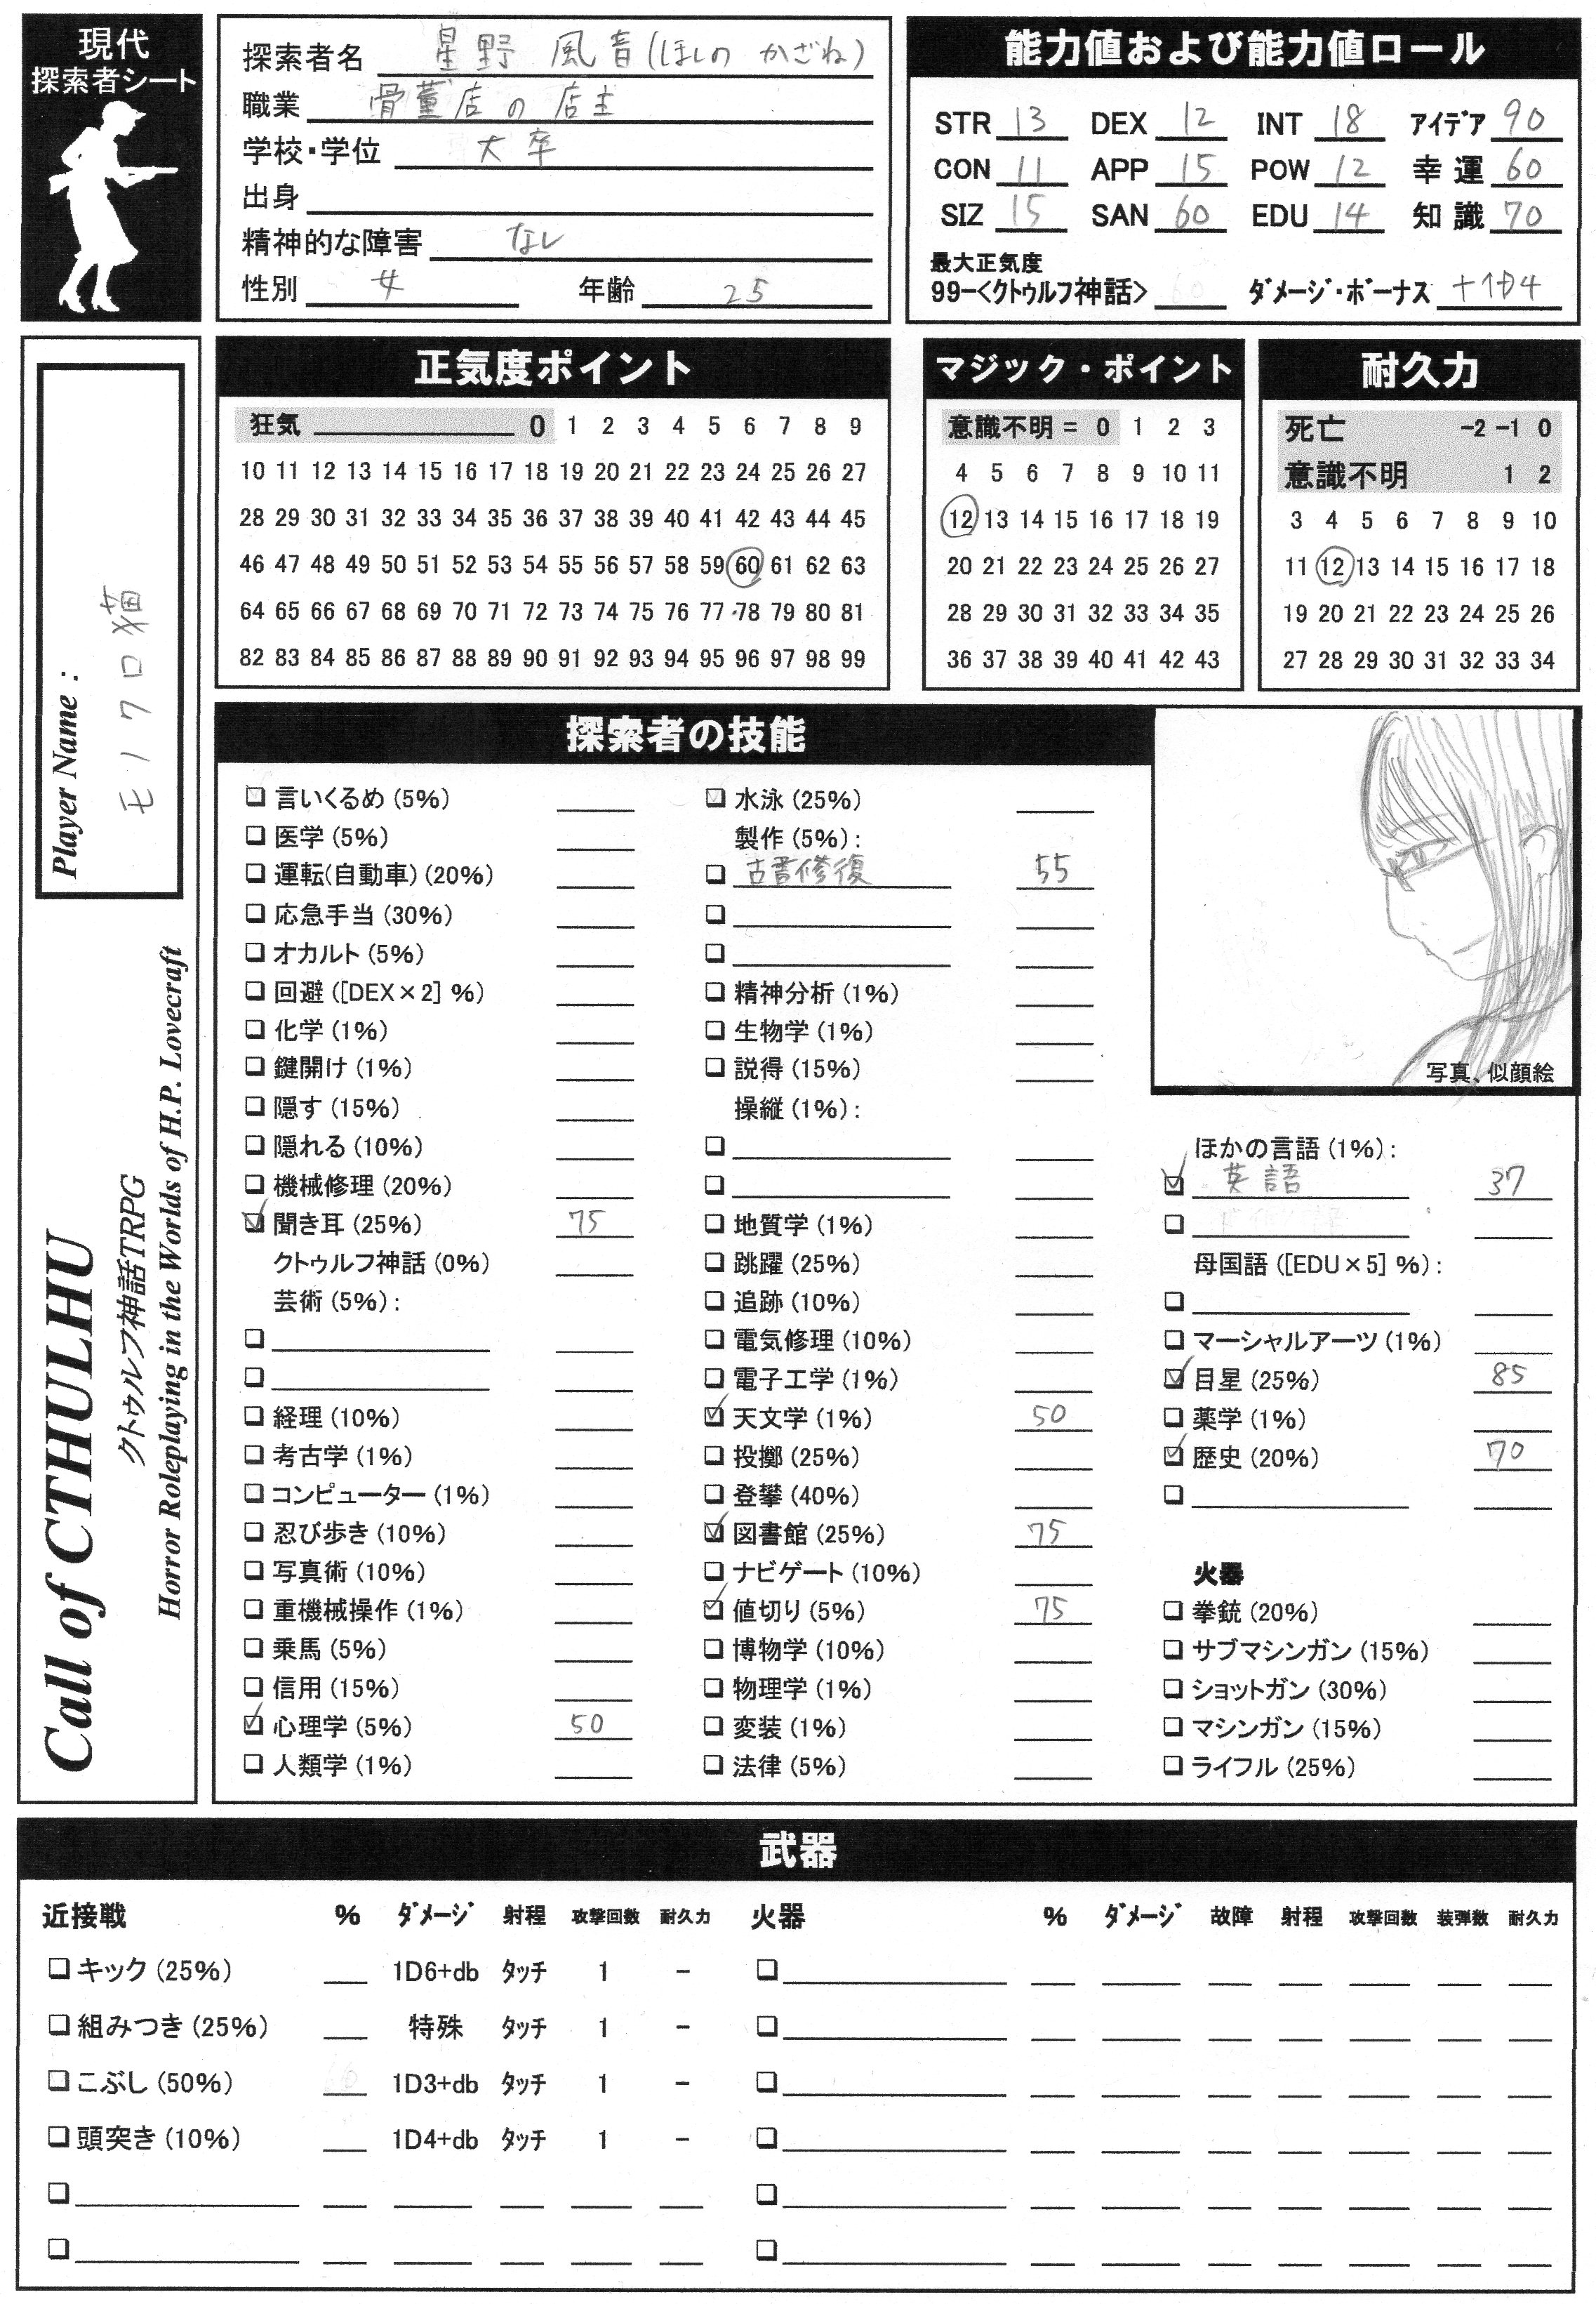 現代
探索者シート
探索者名 星野 風音(ほしの かざね)
職業 骨董店の店主
学校・学位 大卒
出身
精神的な障害 なし
性別 女 年齢 25
能力値および能力値ロール
STR 13 DEX 12 INT 18 アイデア 90
CON 11 APP 15 POW 12 幸運 60
SIZ 15 SAN 60 EDU 14 知識 70
最大正気度
99-<クトゥルフ神話> ダメージ・ボーナス +1D4
Player Name :
モノクロ猫
Call of CTHULHU
クトゥルフ神話TRPG
Horror Roleplaying in the Worlds of H.P. Lovecraft
正気度ポイント
狂気 0 1 2 3 4 5 6 7 8 9
10 11 12 13 14 15 16 17 18 19 20 21 22 23 24 25 26 27
28 29 30 31 32 33 34 35 36 37 38 39 40 41 42 43 44 45
46 47 48 49 50 51 52 53 54 55 56 57 58 59 60 61 62 63
64 65 66 67 68 69 70 71 72 73 74 75 76 77 78 79 80 81
82 83 84 85 86 87 88 89 90 91 92 93 94 95 96 97 98 99
マジック・ポイント
意識不明 = 0 1 2 3
4 5 6 7 8 9 10 11
12 13 14 15 16 17 18 19
20 21 22 23 24 25 26 27
28 29 30 31 32 33 34 35
36 37 38 39 40 41 42 43
耐久力
死亡 -2 -1 0
意識不明 1 2
3 4 5 6 7 8 9 10
11 12 13 14 15 16 17 18
19 20 21 22 23 24 25 26
27 28 29 30 31 32 33 34
探索者の技能
言いくるめ (5%)
医学 (5%)
運転(自動車) (20%)
応急手当 (30%)
オカルト (5%)
回避 ([DEX×2] %)
化学 (1%)
鍵開け (1%)
隠す (15%)
隠れる (10%)
機械修理 (20%)
聞き耳 (25%) 75
クトゥルフ神話 (0%)
芸術 (5%) :
経理 (10%)
考古学 (1%)
コンピューター (1%)
忍び歩き (10%)
写真術 (10%)
重機械操作 (1%)
乗馬 (5%)
信用 (15%)
心理学 (5%) 50
人類学 (1%)
水泳 (25%)
製作 (5%) :
古書修復 55
精神分析 (1%)
生物学 (1%)
説得 (15%)
操縦 (1%) :
地質学 (1%)
跳躍 (25%)
追跡 (10%)
電気修理 (10%)
電子工学 (1%)
天文学 (1%) 50
投擲 (25%)
登攀 (40%)
図書館 (25%) 75
ナビゲート (10%)
値切り (5%) 75
博物学 (10%)
物理学 (1%)
変装 (1%)
法律 (5%)
写真、似顔絵
ほかの言語 (1%) :
英語 37
母国語 ([EDU×5] %) :
マーシャルアーツ (1%)
目星 (25%) 85
薬学 (1%)
歴史 (20%) 70
火器
拳銃 (20%)
サブマシンガン (15%)
ショットガン (30%)
マシンガン (15%)
ライフル (25%)
武器
近接戦 % ダメージ 射程 攻撃回数 耐久力
キック (25%) 1D6+db タッチ 1 -
組みつき (25%) 特殊 タッチ 1 -
こぶし (50%) 1D3+db タッチ 1 -
頭突き (10%) 1D4+db タッチ 1 -
火器 % ダメージ 故障 射程 攻撃回数 装弾数 耐久力